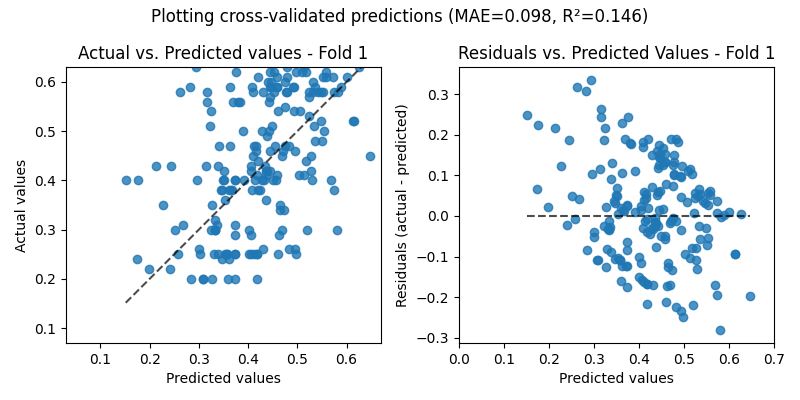 Plotting cross-validated predictions (MAE=0.098, R²=0.146)
Actual vs. Predicted values - Fold 1
Actual values
0.6
0.5
0.4
0.3
0.2
0.1
0.1 0.2 0.3 0.4 0.5 0.6
Predicted values
Residuals vs. Predicted Values - Fold 1
Residuals (actual - predicted)
0.3
0.2
0.1
0.0
−0.1
−0.2
−0.3
0.0 0.1 0.2 0.3 0.4 0.5 0.6 0.7
Predicted values